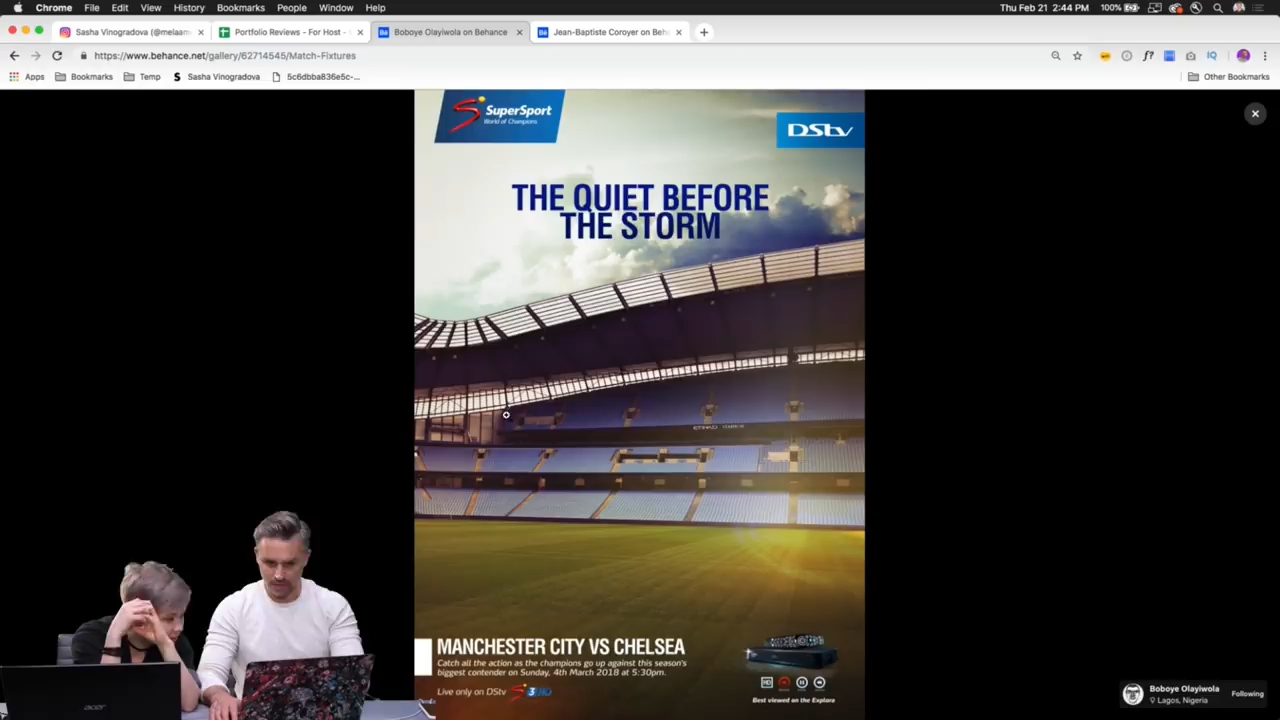 Chrome File Edit View History Bookmarks People Window Help
100% Thu Feb 21 2:44 PM
Sasha Vinogradova (@melaam
Portfolio Reviews - For Host -
Boboye Olayiwola on Behance
Jean-Baptiste Coroyer on Beh
https://www.behance.net/gallery/62714545/Match-Fixtures
Apps Bookmarks Temp Sasha Vinogradova 5c6dbba836e5c-... Other Bookmarks
SuperSport
World of Champions
DStv
THE QUIET BEFORE
THE STORM
ETIHAD
MANCHESTER CITY VS CHELSEA
Catch all the action as the champions go up against this season's
biggest contender on Sunday, 4th March 2018 at 5:30pm.
Live only on DStv S 3
HD
Best viewed on the Explora
acer
Boboye Olayiwola
Lagos, Nigeria
Following